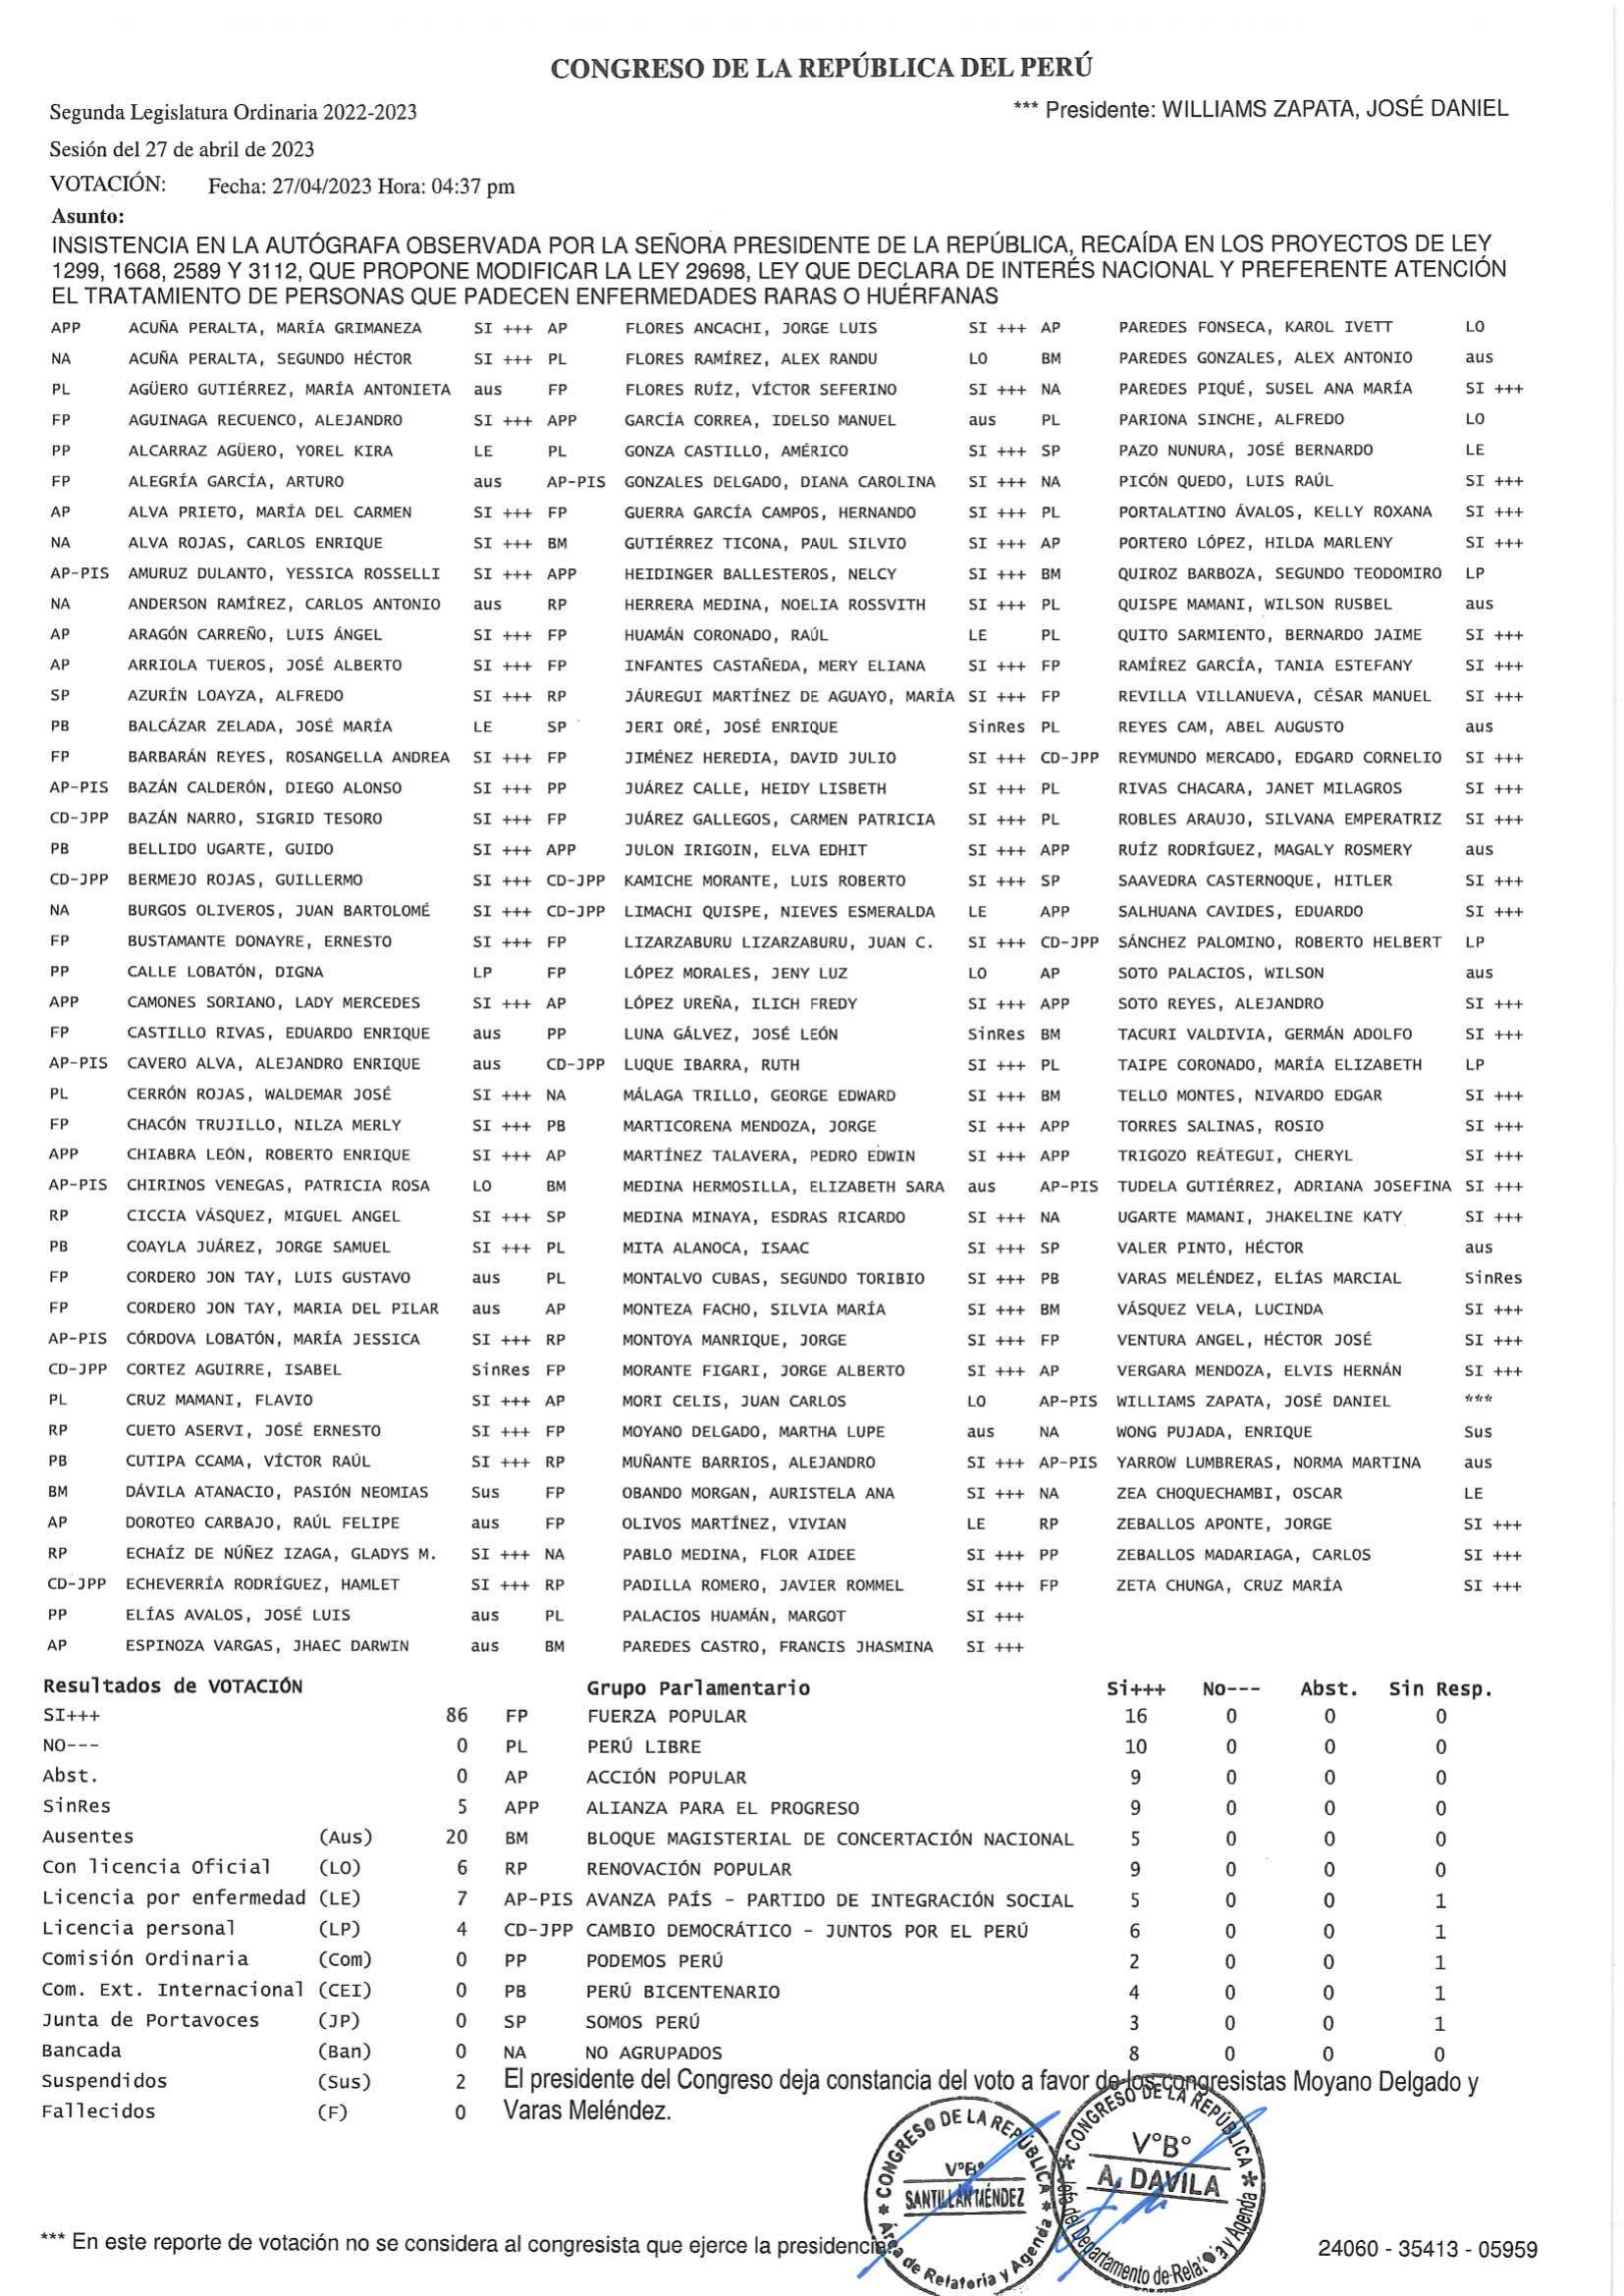 CONGRESO DE LA REPÚBLICA DEL PERÚ
Segunda Legislatura Ordinaria 2022-2023 *** Presidente: WILLIAMS ZAPATA, JOSÉ DANIEL
Sesión del 27 de abril de 2023
VOTACIÓN: Fecha: 27/04/2023 Hora: 04:37 pm
Asunto:
INSISTENCIA EN LA AUTÓGRAFA OBSERVADA POR LA SEÑORA PRESIDENTE DE LA REPÚBLICA, RECAÍDA EN LOS PROYECTOS DE LEY
1299, 1668, 2589 Y 3112, QUE PROPONE MODIFICAR LA LEY 29698, LEY QUE DECLARA DE INTERÉS NACIONAL Y PREFERENTE ATENCIÓN
EL TRATAMIENTO DE PERSONAS QUE PADECEN ENFERMEDADES RARAS O HUÉRFANAS
APP ACUÑA PERALTA, MARÍA GRIMANEZA SI +++ AP FLORES ANCACHI, JORGE LUIS SI +++ AP PAREDES FONSECA, KAROL IVETT LO
NA ACUÑA PERALTA, SEGUNDO HÉCTOR SI +++ PL FLORES RAMÍREZ, ALEX RANDU LO BM PAREDES GONZALES, ALEX ANTONIO aus
PL AGÜERO GUTIÉRREZ, MARÍA ANTONIETA aus FP FLORES RUÍZ, VÍCTOR SEFERINO SI +++ NA PAREDES PIQUÉ, SUSEL ANA MARÍA SI +++
FP AGUINAGA RECUENCO, ALEJANDRO SI +++ APP GARCÍA CORREA, IDELSO MANUEL aus PL PARIONA SINCHE, ALFREDO LO
PP ALCARRAZ AGÜERO, YOREL KIRA LE PL GONZA CASTILLO, AMÉRICO SI +++ SP PAZO NUNURA, JOSÉ BERNARDO LE
FP ALEGRÍA GARCÍA, ARTURO aus AP-PIS GONZALES DELGADO, DIANA CAROLINA SI +++ NA PICÓN QUEDO, LUIS RAÚL SI +++
AP ALVA PRIETO, MARÍA DEL CARMEN SI +++ FP GUERRA GARCÍA CAMPOS, HERNANDO SI +++ PL PORTALATINO ÁVALOS, KELLY ROXANA SI +++
NA ALVA ROJAS, CARLOS ENRIQUE SI +++ BM GUTIÉRREZ TICONA, PAUL SILVIO SI +++ AP PORTERO LÓPEZ, HILDA MARLENY SI +++
AP-PIS AMURUZ DULANTO, YESSICA ROSSELLI SI +++ APP HEIDINGER BALLESTEROS, NELCY SI +++ BM QUIROZ BARBOZA, SEGUNDO TEODOMIRO LP
NA ANDERSON RAMÍREZ, CARLOS ANTONIO aus RP HERRERA MEDINA, NOELIA ROSSVITH SI +++ PL QUISPE MAMANI, WILSON RUSBEL aus
AP ARAGÓN CARREÑO, LUIS ÁNGEL SI +++ FP HUAMÁN CORONADO, RAÚL LE PL QUITO SARMIENTO, BERNARDO JAIME SI +++
AP ARRIOLA TUEROS, JOSÉ ALBERTO SI +++ FP INFANTES CASTAÑEDA, MERY ELIANA SI +++ FP RAMÍREZ GARCÍA, TANIA ESTEFANY SI +++
SP AZURÍN LOAYZA, ALFREDO SI +++ RP JÁUREGUI MARTÍNEZ DE AGUAYO, MARÍA SI +++ FP REVILLA VILLANUEVA, CÉSAR MANUEL SI +++
PB BALCÁZAR ZELADA, JOSÉ MARÍA LE SP JERI ORÉ, JOSÉ ENRIQUE SinRes PL REYES CAM, ABEL AUGUSTO aus
FP BARBARÁN REYES, ROSANGELLA ANDREA SI +++ FP JIMÉNEZ HEREDIA, DAVID JULIO SI +++ CD-JPP REYMUNDO MERCADO, EDGARD CORNELIO SI +++
AP-PIS BAZÁN CALDERÓN, DIEGO ALONSO SI +++ PP JUÁREZ CALLE, HEIDY LISBETH SI +++ PL RIVAS CHACARA, JANET MILAGROS SI +++
CD-JPP BAZÁN NARRO, SIGRID TESORO SI +++ FP JUÁREZ GALLEGOS, CARMEN PATRICIA SI +++ PL ROBLES ARAUJO, SILVANA EMPERATRIZ SI +++
PB BELLIDO UGARTE, GUIDO SI +++ APP JULON IRIGOIN, ELVA EDHIT SI +++ APP RUÍZ RODRÍGUEZ, MAGALY ROSMERY aus
CD-JPP BERMEJO ROJAS, GUILLERMO SI +++ CD-JPP KAMICHE MORANTE, LUIS ROBERTO SI +++ SP SAAVEDRA CASTERNOQUE, HITLER SI +++
NA BURGOS OLIVEROS, JUAN BARTOLOMÉ SI +++ CD-JPP LIMACHI QUISPE, NIEVES ESMERALDA LE APP SALHUANA CAVIDES, EDUARDO SI +++
FP BUSTAMANTE DONAYRE, ERNESTO SI +++ FP LIZARZABURU LIZARZABURU, JUAN C. SI +++ CD-JPP SÁNCHEZ PALOMINO, ROBERTO HELBERT LP
PP CALLE LOBATÓN, DIGNA LP FP LÓPEZ MORALES, JENY LUZ LO AP SOTO PALACIOS, WILSON aus
APP CAMONES SORIANO, LADY MERCEDES SI +++ AP LÓPEZ UREÑA, ILICH FREDY SI +++ APP SOTO REYES, ALEJANDRO SI +++
FP CASTILLO RIVAS, EDUARDO ENRIQUE aus PP LUNA GÁLVEZ, JOSÉ LEÓN SinRes BM TACURI VALDIVIA, GERMÁN ADOLFO SI +++
AP-PIS CAVERO ALVA, ALEJANDRO ENRIQUE aus CD-JPP LUQUE IBARRA, RUTH SI +++ PL TAIPE CORONADO, MARÍA ELIZABETH LP
PL CERRÓN ROJAS, WALDEMAR JOSÉ SI +++ NA MÁLAGA TRILLO, GEORGE EDWARD SI +++ BM TELLO MONTES, NIVARDO EDGAR SI +++
FP CHACÓN TRUJILLO, NILZA MERLY SI +++ PB MARTICORENA MENDOZA, JORGE SI +++ APP TORRES SALINAS, ROSIO SI +++
APP CHIABRA LEÓN, ROBERTO ENRIQUE SI +++ AP MARTÍNEZ TALAVERA, PEDRO EDWIN SI +++ APP TRIGOZO REÁTEGUI, CHERYL SI +++
AP-PIS CHIRINOS VENEGAS, PATRICIA ROSA LO BM MEDINA HERMOSILLA, ELIZABETH SARA aus AP-PIS TUDELA GUTIÉRREZ, ADRIANA JOSEFINA SI +++
RP CICCIA VÁSQUEZ, MIGUEL ANGEL SI +++ SP MEDINA MINAYA, ESDRAS RICARDO SI +++ NA UGARTE MAMANI, JHAKELINE KATY SI +++
PB COAYLA JUÁREZ, JORGE SAMUEL SI +++ PL MITA ALANOCA, ISAAC SI +++ SP VALER PINTO, HÉCTOR aus
FP CORDERO JON TAY, LUIS GUSTAVO aus PL MONTALVO CUBAS, SEGUNDO TORIBIO SI +++ PB VARAS MELÉNDEZ, ELÍAS MARCIAL SinRes
FP CORDERO JON TAY, MARIA DEL PILAR aus AP MONTEZA FACHO, SILVIA MARÍA SI +++ BM VÁSQUEZ VELA, LUCINDA SI +++
AP-PIS CÓRDOVA LOBATÓN, MARÍA JESSICA SI +++ RP MONTOYA MANRIQUE, JORGE SI +++ FP VENTURA ANGEL, HÉCTOR JOSÉ SI +++
CD-JPP CORTEZ AGUIRRE, ISABEL SinRes FP MORANTE FIGARI, JORGE ALBERTO SI +++ AP VERGARA MENDOZA, ELVIS HERNÁN SI +++
PL CRUZ MAMANI, FLAVIO SI +++ AP MORI CELIS, JUAN CARLOS LO AP-PIS WILLIAMS ZAPATA, JOSÉ DANIEL ***
RP CUETO ASERVI, JOSÉ ERNESTO SI +++ FP MOYANO DELGADO, MARTHA LUPE aus NA WONG PUJADA, ENRIQUE Sus
PB CUTIPA CCAMA, VÍCTOR RAÚL SI +++ RP MUÑANTE BARRIOS, ALEJANDRO SI +++ AP-PIS YARROW LUMBRERAS, NORMA MARTINA aus
BM DÁVILA ATANACIO, PASIÓN NEOMIAS Sus FP OBANDO MORGAN, AURISTELA ANA SI +++ NA ZEA CHOQUECHAMBI, OSCAR LE
AP DOROTEO CARBAJO, RAÚL FELIPE aus FP OLIVOS MARTÍNEZ, VIVIAN LE RP ZEBALLOS APONTE, JORGE SI +++
RP ECHAÍZ DE NÚÑEZ IZAGA, GLADYS M. SI +++ NA PABLO MEDINA, FLOR AIDEE SI +++ PP ZEBALLOS MADARIAGA, CARLOS SI +++
CD-JPP ECHEVERRÍA RODRÍGUEZ, HAMLET SI +++ RP PADILLA ROMERO, JAVIER ROMMEL SI +++ FP ZETA CHUNGA, CRUZ MARÍA SI +++
PP ELÍAS AVALOS, JOSÉ LUIS aus PL PALACIOS HUAMÁN, MARGOT SI +++
AP ESPINOZA VARGAS, JHAEC DARWIN aus BM PAREDES CASTRO, FRANCIS JHASMINA SI +++
Resultados de VOTACIÓN Grupo Parlamentario Si+++ No--- Abst. Sin Resp.
SI+++ 86 FP FUERZA POPULAR 16 0 0 0
NO--- 0 PL PERÚ LIBRE 10 0 0 0
Abst. 0 AP ACCIÓN POPULAR 9 0 0 0
SinRes 5 APP ALIANZA PARA EL PROGRESO 9 0 0 0
Ausentes (Aus) 20 BM BLOQUE MAGISTERIAL DE CONCERTACIÓN NACIONAL 5 0 0 0
Con licencia Oficial (LO) 6 RP RENOVACIÓN POPULAR 9 0 0 0
Licencia por enfermedad (LE) 7 AP-PIS AVANZA PAÍS - PARTIDO DE INTEGRACIÓN SOCIAL 5 0 0 1
Licencia personal (LP) 4 CD-JPP CAMBIO DEMOCRÁTICO - JUNTOS POR EL PERÚ 6 0 0 1
Comisión Ordinaria (Com) 0 PP PODEMOS PERÚ 2 0 0 1
Com. Ext. Internacional (CEI) 0 PB PERÚ BICENTENARIO 4 0 0 1
Junta de Portavoces (JP) 0 SP SOMOS PERÚ 3 0 0 1
Bancada (Ban) 0 NA NO AGRUPADOS 8 0 0 0
Suspendidos (Sus) 2 El presidente del Congreso deja constancia del voto a favor de los congresistas Moyano Delgado y
Fallecidos (F) 0 Varas Meléndez.
CONGRESO DE LA REPÚBLICA
V°B°
SANTILLÁN MÉNDEZ
Área de Relatoria y Agenda
CONGRESO DE LA REPÚBLICA
V°B°
A. DAVILA
Jefa del Departamento de Relatoría y Agenda
*** En este reporte de votación no se considera al congresista que ejerce la presidencia.
24060 - 35413 - 05959